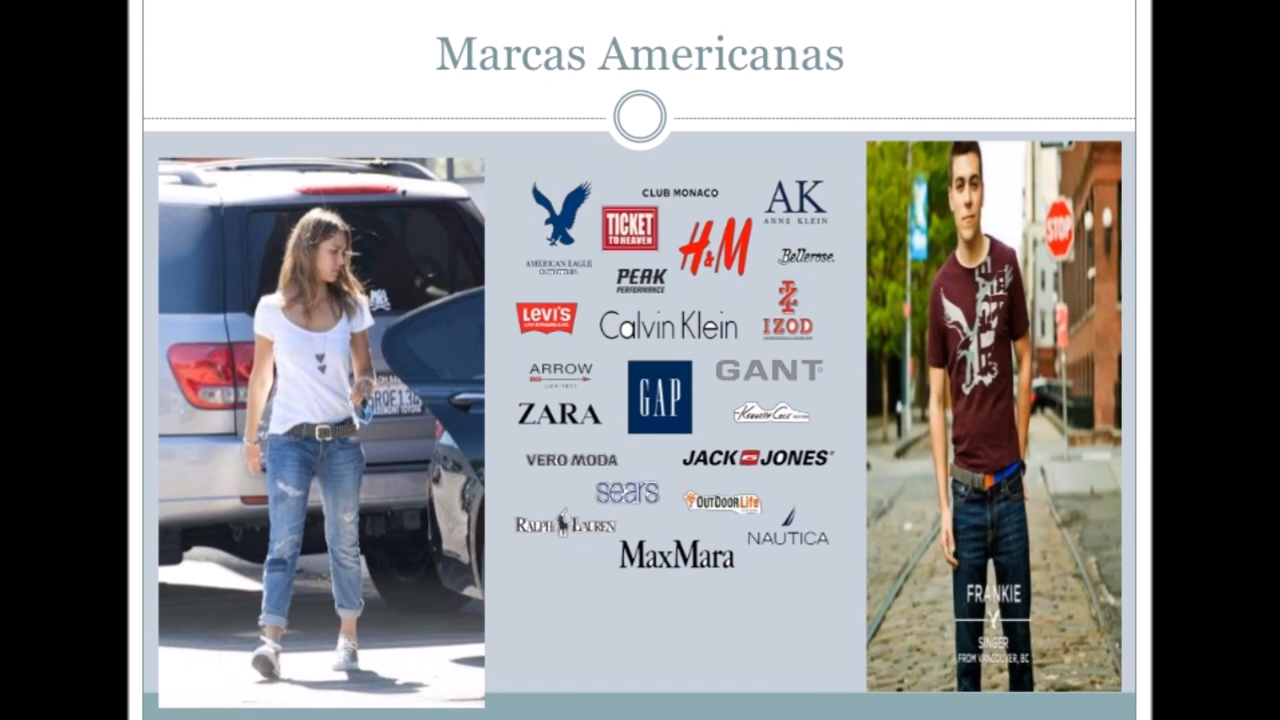 Marcas Americanas
CLUB MONACO
AK
ANNE KLEIN
AMERICAN EAGLE
OUTFITTERS
TICKET
TO HEAVEN
H&M
Bellerose.
PEAK
PERFORMANCE
LEVI'S
Calvin Klein
IZ
IZOD
ARROW
GAP
GANT
ZARA
Kenneth Cole
VERO MODA
JACK JONES
sears
OUTDOOR LIFE
RALPH LAUREN
NAUTICA
MaxMara
STOP
FRANKIE
SINGER
FROM VANCOUVER, BC